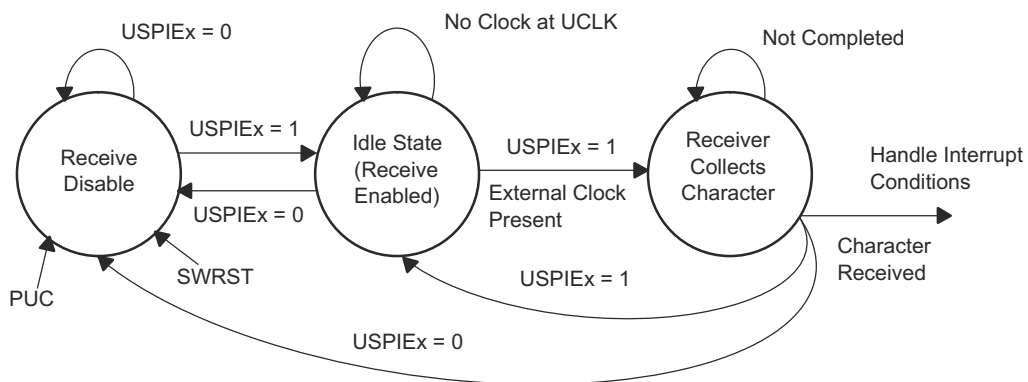 USPIEx = 0
No Clock at UCLK
Not Completed
Receive
Disable
USPIEx = 1
USPIEx = 0
Idle State
(Receive
Enabled)
USPIEx = 1
External Clock
Present
Receiver
Collects
Character
Handle Interrupt
Conditions
Character
Received
PUC
SWRST
USPIEx = 1
USPIEx = 0